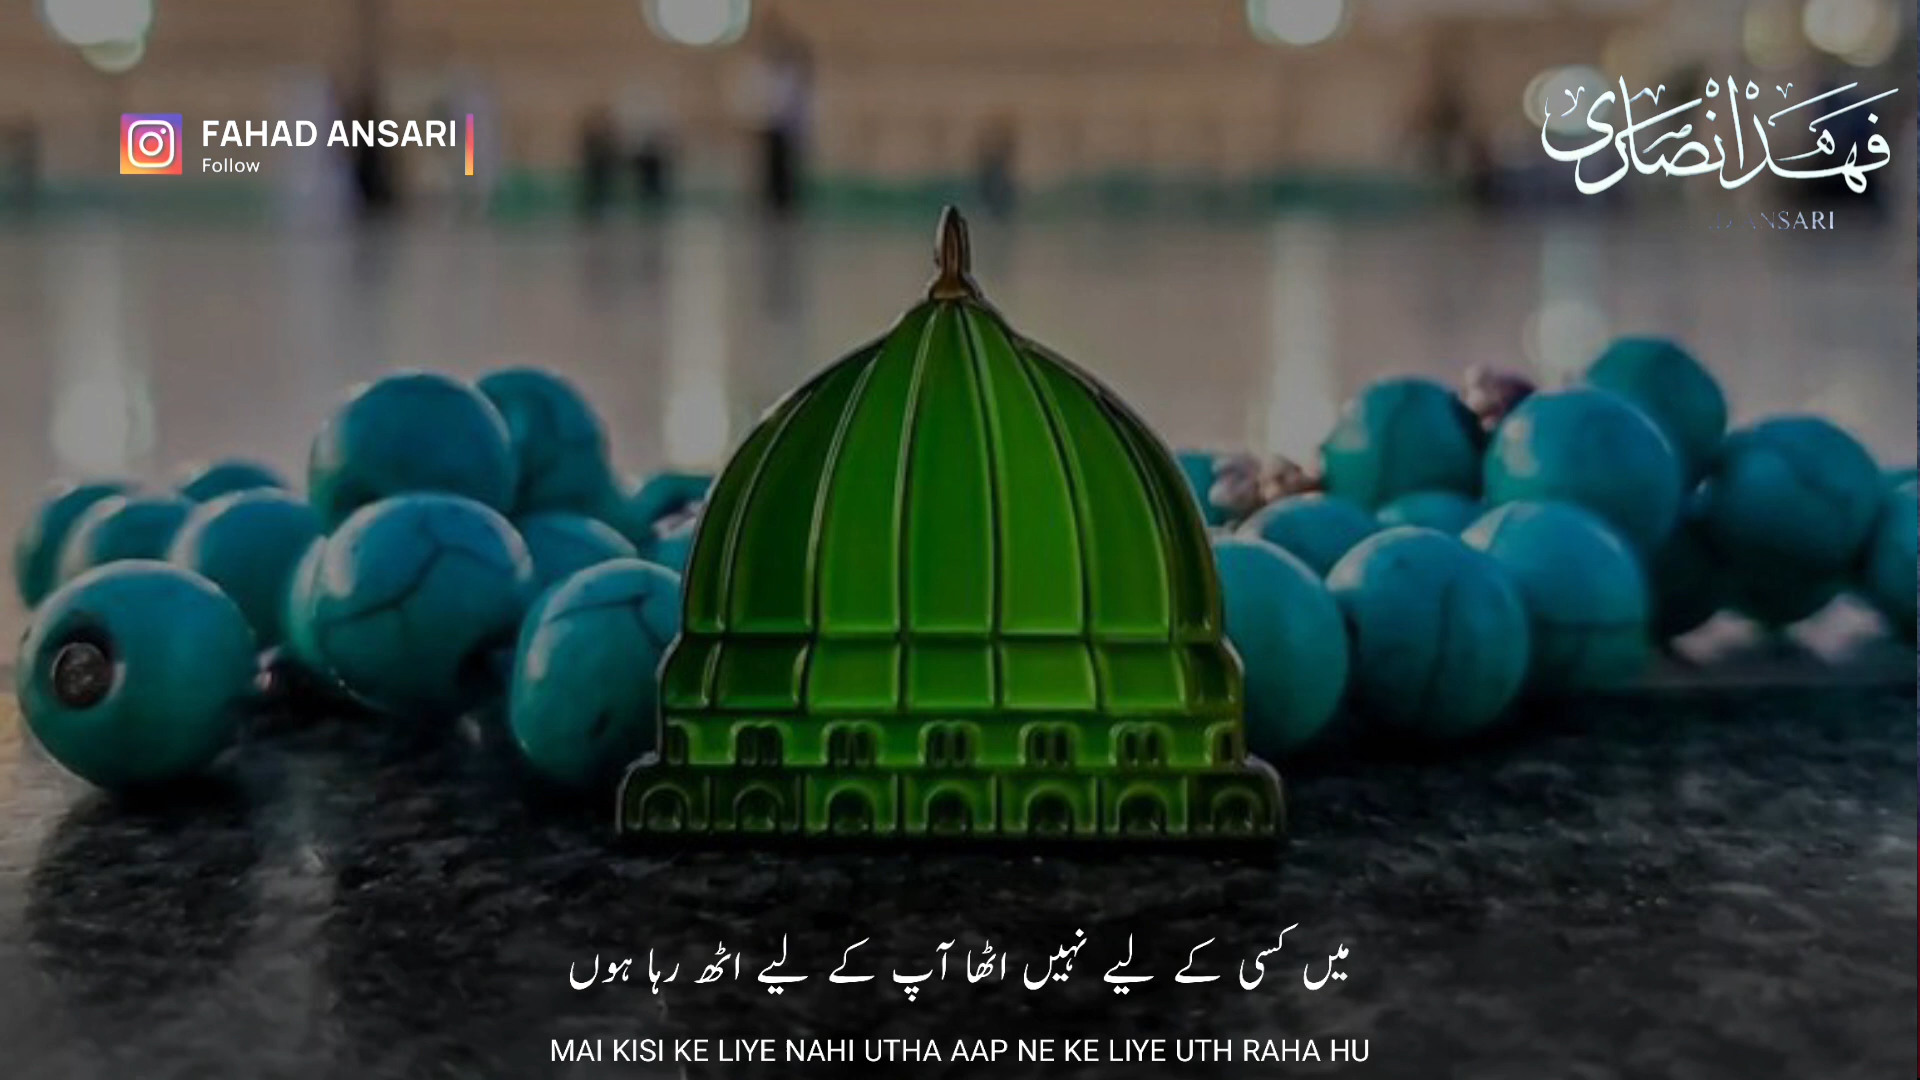 FAHAD ANSARI
Follow
فہد انصاری
ANSARI
میں کسی کے لیے نہیں اٹھا آپ کے لیے اٹھ رہا ہوں
MAI KISI KE LIYE NAHI UTHA AAP NE KE LIYE UTH RAHA HU